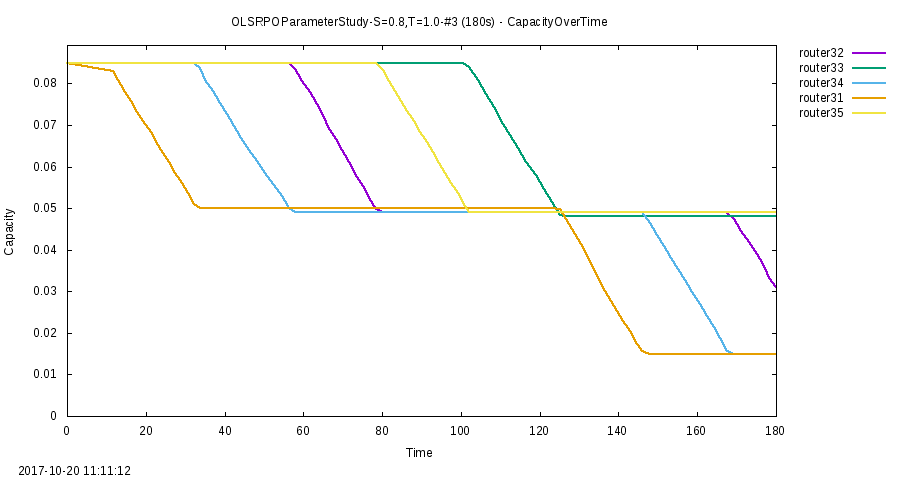 OLSRPOParameterStudy-S=0.8,T=1.0-#3 (180s) - CapacityOverTime
router32
router33
router34
router31
router35
0.08
0.07
0.06
0.05
0.04
0.03
0.02
0.01
0
Capacity
0 20 40 60 80 100 120 140 160 180
Time
2017-10-20 11:11:12